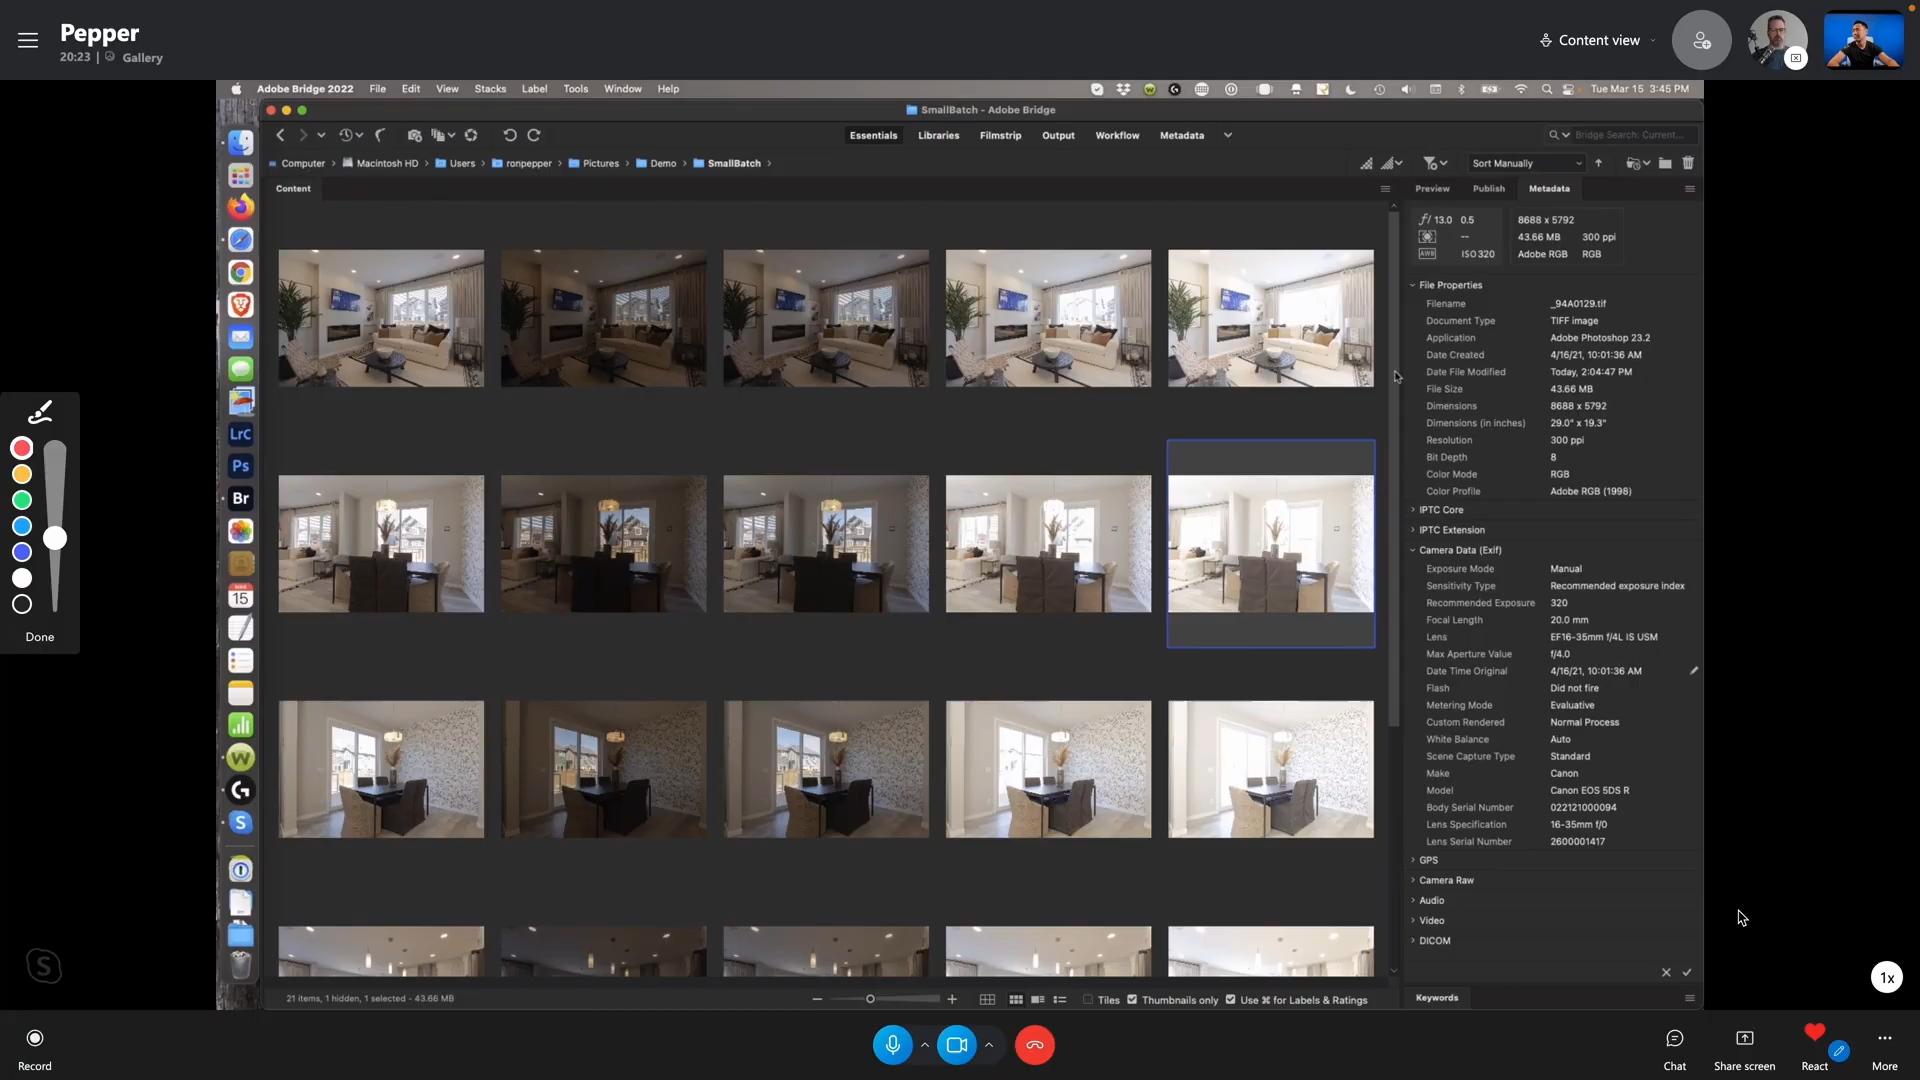 Pepper
20:23 | Gallery
Content view
Adobe Bridge 2022 File Edit View Stacks Label Tools Window Help
Tue Mar 15 3:45 PM
SmallBatch - Adobe Bridge
Essentials Libraries Filmstrip Output Workflow Metadata
Bridge Search: Current...
Computer > Macintosh HD > Users > ronpepper > Pictures > Demo > SmallBatch >
Sort Manually
Content
Preview Publish Metadata
f/ 13.0 0.5
8688 x 5792
--
43.66 MB 300 ppi
AWB ISO320
Adobe RGB RGB
File Properties
Filename _94A0129.tif
Document Type TIFF image
Application Adobe Photoshop 23.2
Date Created 4/16/21, 10:01:36 AM
Date File Modified Today, 2:04:47 PM
File Size 43.66 MB
Dimensions 8688 x 5792
Dimensions (in inches) 29.0" x 19.3"
Resolution 300 ppi
Bit Depth 8
Color Mode RGB
Color Profile Adobe RGB (1998)
IPTC Core
IPTC Extension
Camera Data (Exif)
Exposure Mode Manual
Sensitivity Type Recommended exposure index
Recommended Exposure 320
Focal Length 20.0 mm
Lens EF16-35mm f/4L IS USM
Max Aperture Value f/4.0
Date Time Original 4/16/21, 10:01:36 AM
Flash Did not fire
Metering Mode Evaluative
Custom Rendered Normal Process
White Balance Auto
Scene Capture Type Standard
Make Canon
Model Canon EOS 5DS R
Body Serial Number 022121000094
Lens Specification 16-35mm f/0
Lens Serial Number 2600001417
GPS
Camera Raw
Audio
Video
DICOM
Keywords
LrC
Ps
Br
15
W
G
S
Done
S
1x
21 items, 1 hidden, 1 selected - 43.66 MB
Tiles Thumbnails only Use ⌘ for Labels & Ratings
Record
Chat
Share screen
React
More